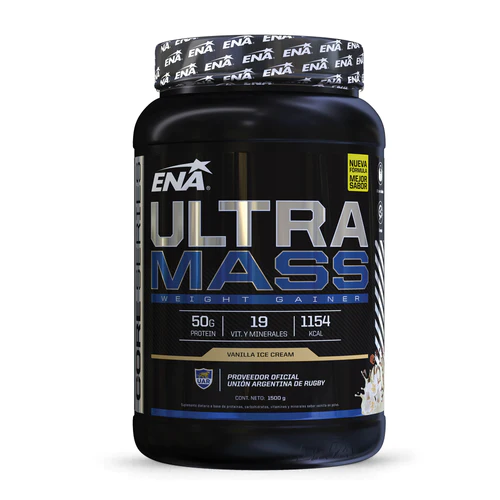 ENA
ULTRA
MASS
WEIGHT GAINER
NUEVA
FÓRMULA
MEJOR
SABOR
50G
PROTEIN
19
VIT. Y MINERALES
1154
KCAL
VANILLA ICE CREAM
UAR
PROVEEDOR OFICIAL
UNIÓN ARGENTINA DE RUGBY
CONT. NETO: 1500 g